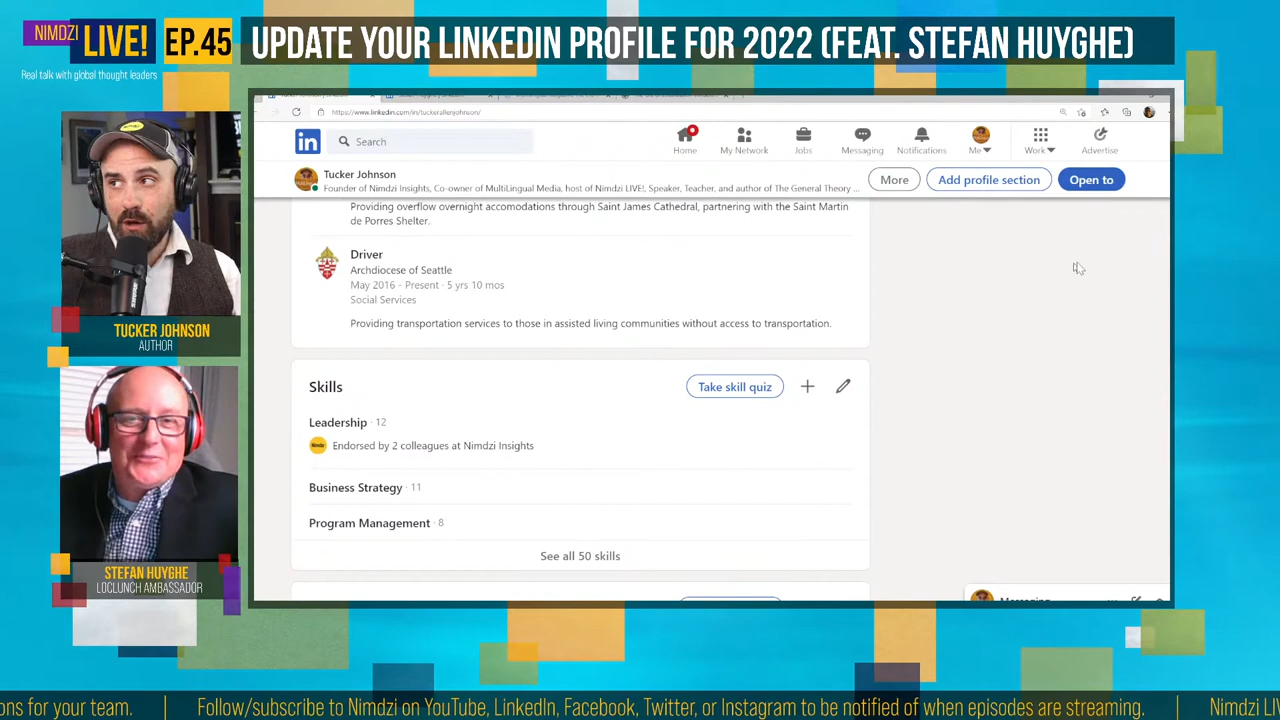 NIMDZI LIVE!
Real talk with global thought leaders
EP.45
UPDATE YOUR LINKEDIN PROFILE FOR 2022 (FEAT. STEFAN HUYGHE)
TUCKER JOHNSON
AUTHOR
STEFAN HUYGHE
LOCLUNCH AMBASSADOR
https://www.linkedin.com/in/tuckerallenjohnson/
in
Search
Home
My Network
Jobs
Messaging
Notifications
Me
Work
Advertise
Tucker Johnson
Founder of Nimdzi Insights, Co-owner of MultiLingual Media, host of Nimdzi LIVE!, Speaker, Teacher, and author of The General Theory ...
More
Add profile section
Open to
Providing overflow overnight accomodations through Saint James Cathedral, partnering with the Saint Martin
de Porres Shelter.
Driver
Archdiocese of Seattle
May 2016 - Present · 5 yrs 10 mos
Social Services
Providing transportation services to those in assisted living communities without access to transportation.
Skills
Take skill quiz
Leadership · 12
Nimdzi
Endorsed by 2 colleagues at Nimdzi Insights
Business Strategy · 11
Program Management · 8
See all 50 skills
Messaging
ons for your team. | Follow/subscribe to Nimdzi on YouTube, LinkedIn, Facebook, Twitter, or Instagram to be notified of when episodes are streaming. | Nimdzi LI